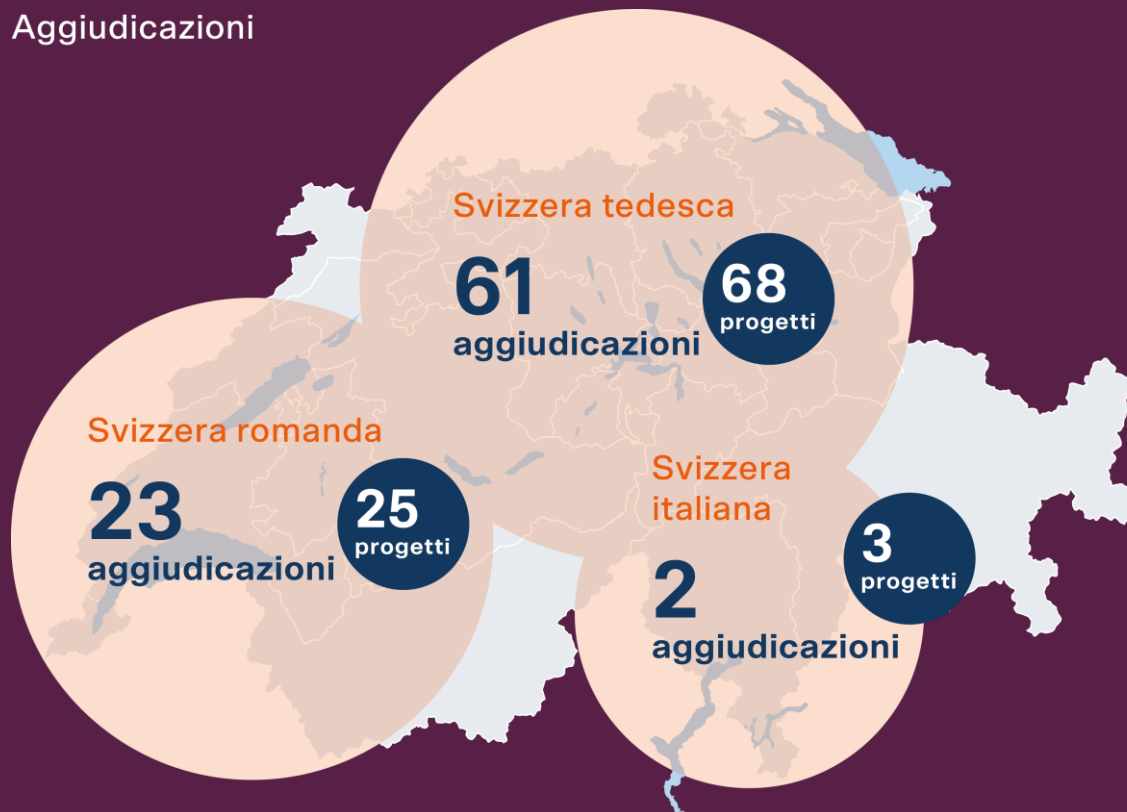 Aggiudicazioni
Svizzera tedesca
61
aggiudicazioni
68
progetti
Svizzera romanda
23
aggiudicazioni
25
progetti
Svizzera
italiana
2
aggiudicazioni
3
progetti